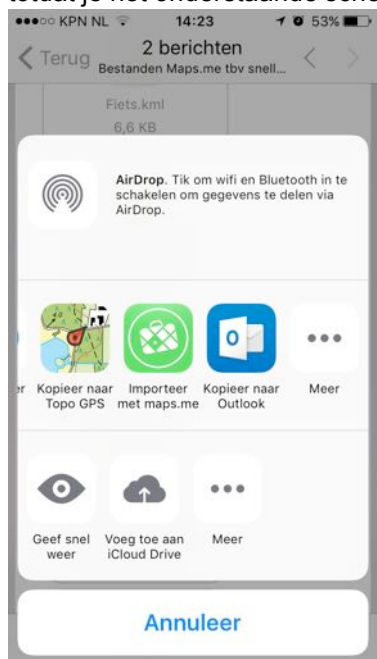 KPN NL 14:23 53%
Terug
2 berichten
Bestanden Maps.me tbv snell...
Fiets.kml
6,6 KB
AirDrop. Tik om wifi en Bluetooth in te
schakelen om gegevens te delen via
AirDrop.
Kopieer naar
Topo GPS
Importeer
met maps.me
Kopieer naar
Outlook
Meer
Geef snel
weer
Voeg toe aan
iCloud Drive
Meer
Annuleer